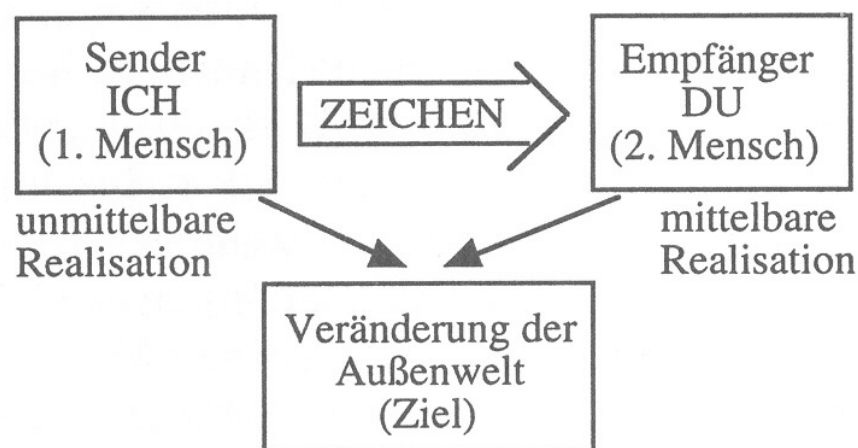 Sender
ICH
(1. Mensch)
ZEICHEN
Empfänger
DU
(2. Mensch)
unmittelbare
Realisation
mittelbare
Realisation
Veränderung der
Außenwelt
(Ziel)